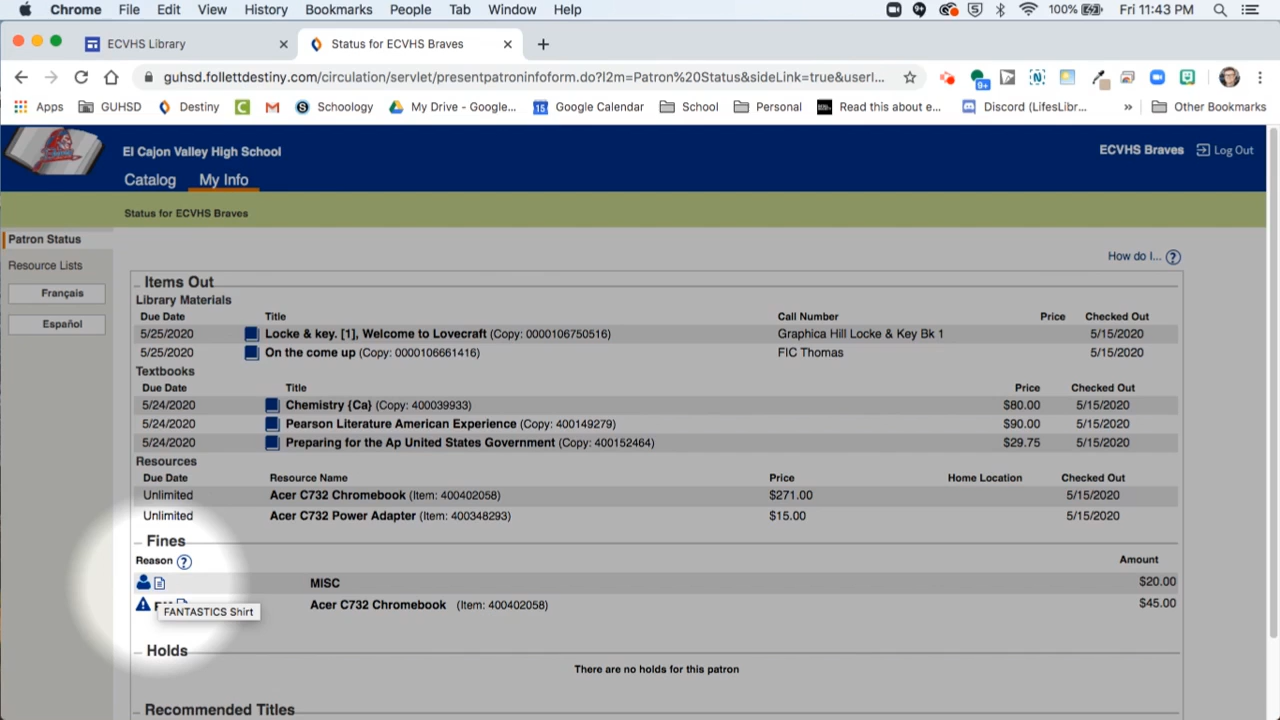 Chrome File Edit View History Bookmarks People Tab Window Help 100% Fri 11:43 PM
ECVHS Library Status for ECVHS Braves
guhsd.follettdestiny.com/circulation/servlet/presentpatroninfoform.do?l2m=Patron%20Status&sideLink=true&userI... 9+
Apps GUHSD Destiny Schoology My Drive - Google... 15 Google Calendar School Personal Read this about e... Discord (LifesLibr... » Other Bookmarks
El Cajon Valley High School ECVHS Braves Log Out
Catalog My Info
Status for ECVHS Braves
Patron Status
Resource Lists
Français
Español
How do I... ?
Items Out
Library Materials
Due Date Title Call Number Price Checked Out
5/25/2020 Locke & key. [1], Welcome to Lovecraft (Copy: 0000106750516) Graphica Hill Locke & Key Bk 1 5/15/2020
5/25/2020 On the come up (Copy: 0000106661416) FIC Thomas 5/15/2020
Textbooks
Due Date Title Price Checked Out
5/24/2020 Chemistry {Ca} (Copy: 400039933) $80.00 5/15/2020
5/24/2020 Pearson Literature American Experience (Copy: 400149279) $90.00 5/15/2020
5/24/2020 Preparing for the Ap United States Government (Copy: 400152464) $29.75 5/15/2020
Resources
Due Date Resource Name Price Home Location Checked Out
Unlimited Acer C732 Chromebook (Item: 400402058) $271.00 5/15/2020
Unlimited Acer C732 Power Adapter (Item: 400348293) $15.00 5/15/2020
Fines
Reason ? Amount
MISC $20.00
Acer C732 Chromebook (Item: 400402058) $45.00
FANTASTICS Shirt
Holds
There are no holds for this patron
Recommended Titles